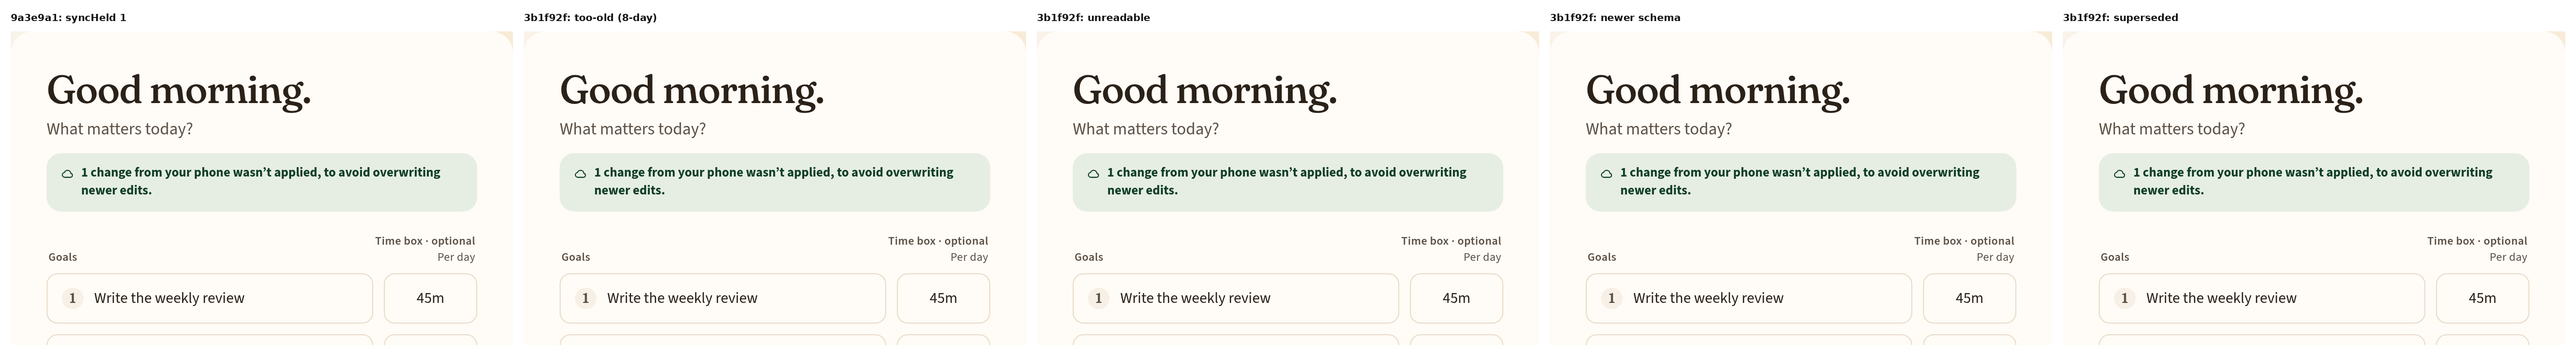 9a3e9a1: syncHeld 1
Good morning.
What matters today?
1 change from your phone wasn’t applied, to avoid overwriting
newer edits.
Time box · optional
Goals
Per day
1 Write the weekly review
45m
3b1f92f: too-old (8-day)
Good morning.
What matters today?
1 change from your phone wasn’t applied, to avoid overwriting
newer edits.
Time box · optional
Goals
Per day
1 Write the weekly review
45m
3b1f92f: unreadable
Good morning.
What matters today?
1 change from your phone wasn’t applied, to avoid overwriting
newer edits.
Time box · optional
Goals
Per day
1 Write the weekly review
45m
3b1f92f: newer schema
Good morning.
What matters today?
1 change from your phone wasn’t applied, to avoid overwriting
newer edits.
Time box · optional
Goals
Per day
1 Write the weekly review
45m
3b1f92f: superseded
Good morning.
What matters today?
1 change from your phone wasn’t applied, to avoid overwriting
newer edits.
Time box · optional
Goals
Per day
1 Write the weekly review
45m